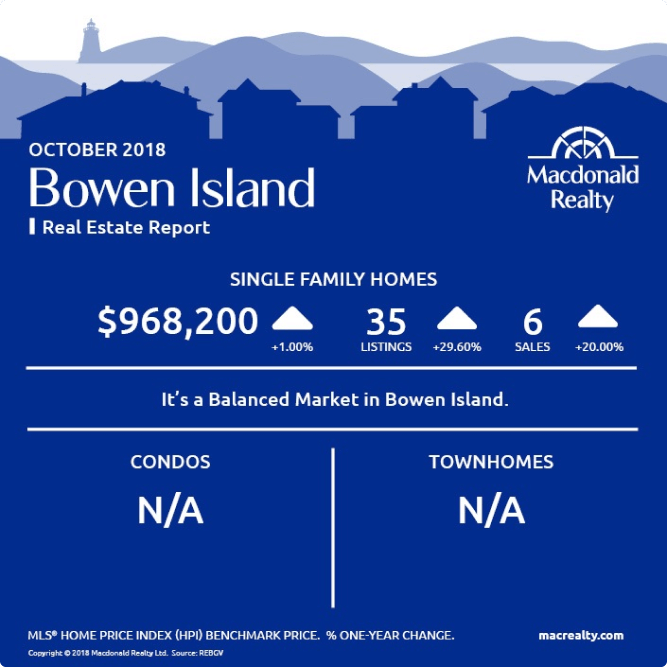 OCTOBER 2018
Bowen Island
Real Estate Report
Macdonald
Realty
SINGLE FAMILY HOMES
$968,200 +1.00%
35 LISTINGS +29.60%
6 SALES +20.00%
It's a Balanced Market in Bowen Island.
CONDOS
N/A
TOWNHOMES
N/A
MLS® HOME PRICE INDEX (HPI) BENCHMARK PRICE. % ONE-YEAR CHANGE.
macrealty.com
Copyright © 2018 Macdonald Realty Ltd. Source: REBGV